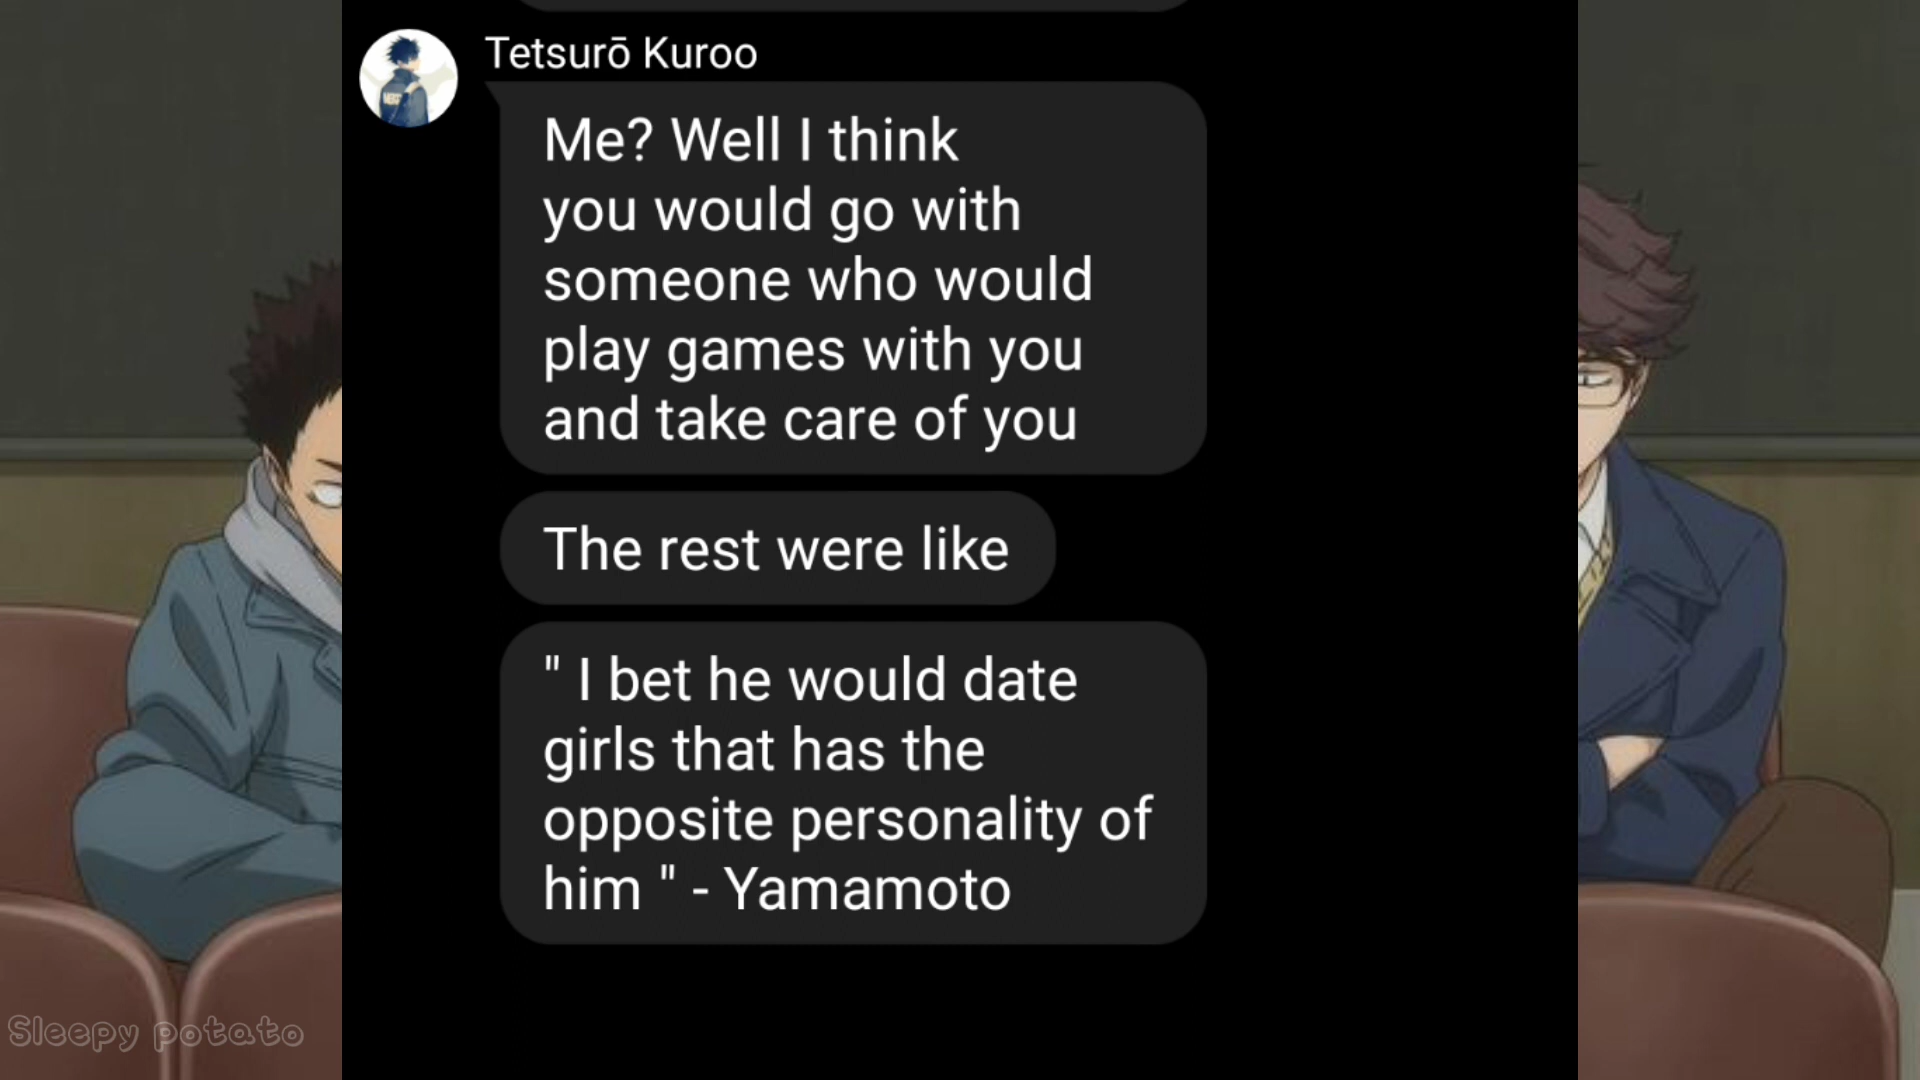 Tetsurō Kuroo
Me? Well I think
you would go with
someone who would
play games with you
and take care of you
The rest were like
" I bet he would date
girls that has the
opposite personality of
him " - Yamamoto
Sleepy potato